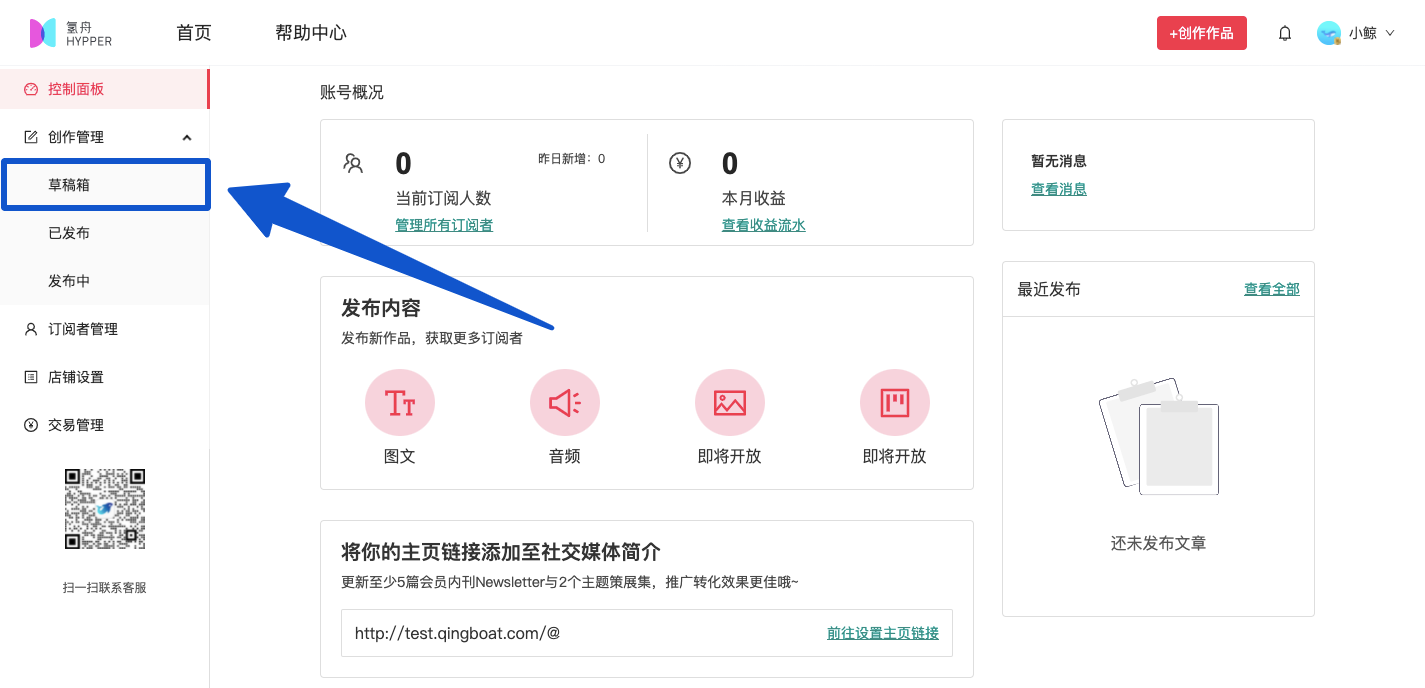 氢舟
HYPPER
首页
帮助中心
+创作作品
小鲸
控制面板
创作管理
草稿箱
已发布
发布中
订阅者管理
店铺设置
交易管理
扫一扫联系客服
账号概况
0
昨日新增：0
当前订阅人数
管理所有订阅者
0
本月收益
查看收益流水
暂无消息
查看消息
发布内容
发布新作品，获取更多订阅者
图文
音频
即将开放
即将开放
最近发布
查看全部
还未发布文章
将你的主页链接添加至社交媒体简介
更新至少5篇会员内刊Newsletter与2个主题策展集，推广转化效果更佳哦~
http://test.qingboat.com/@
前往设置主页链接